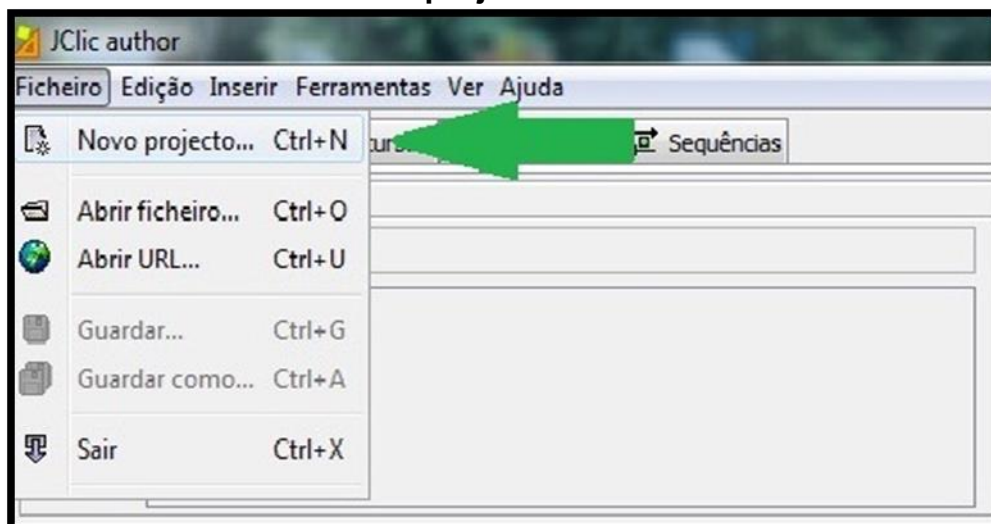 JClic author
Ficheiro Edição Inserir Ferramentas Ver Ajuda
Novo projecto... Ctrl+N
Sequências
Abrir ficheiro... Ctrl+O
Abrir URL... Ctrl+U
Guardar... Ctrl+G
Guardar como... Ctrl+A
Sair Ctrl+X